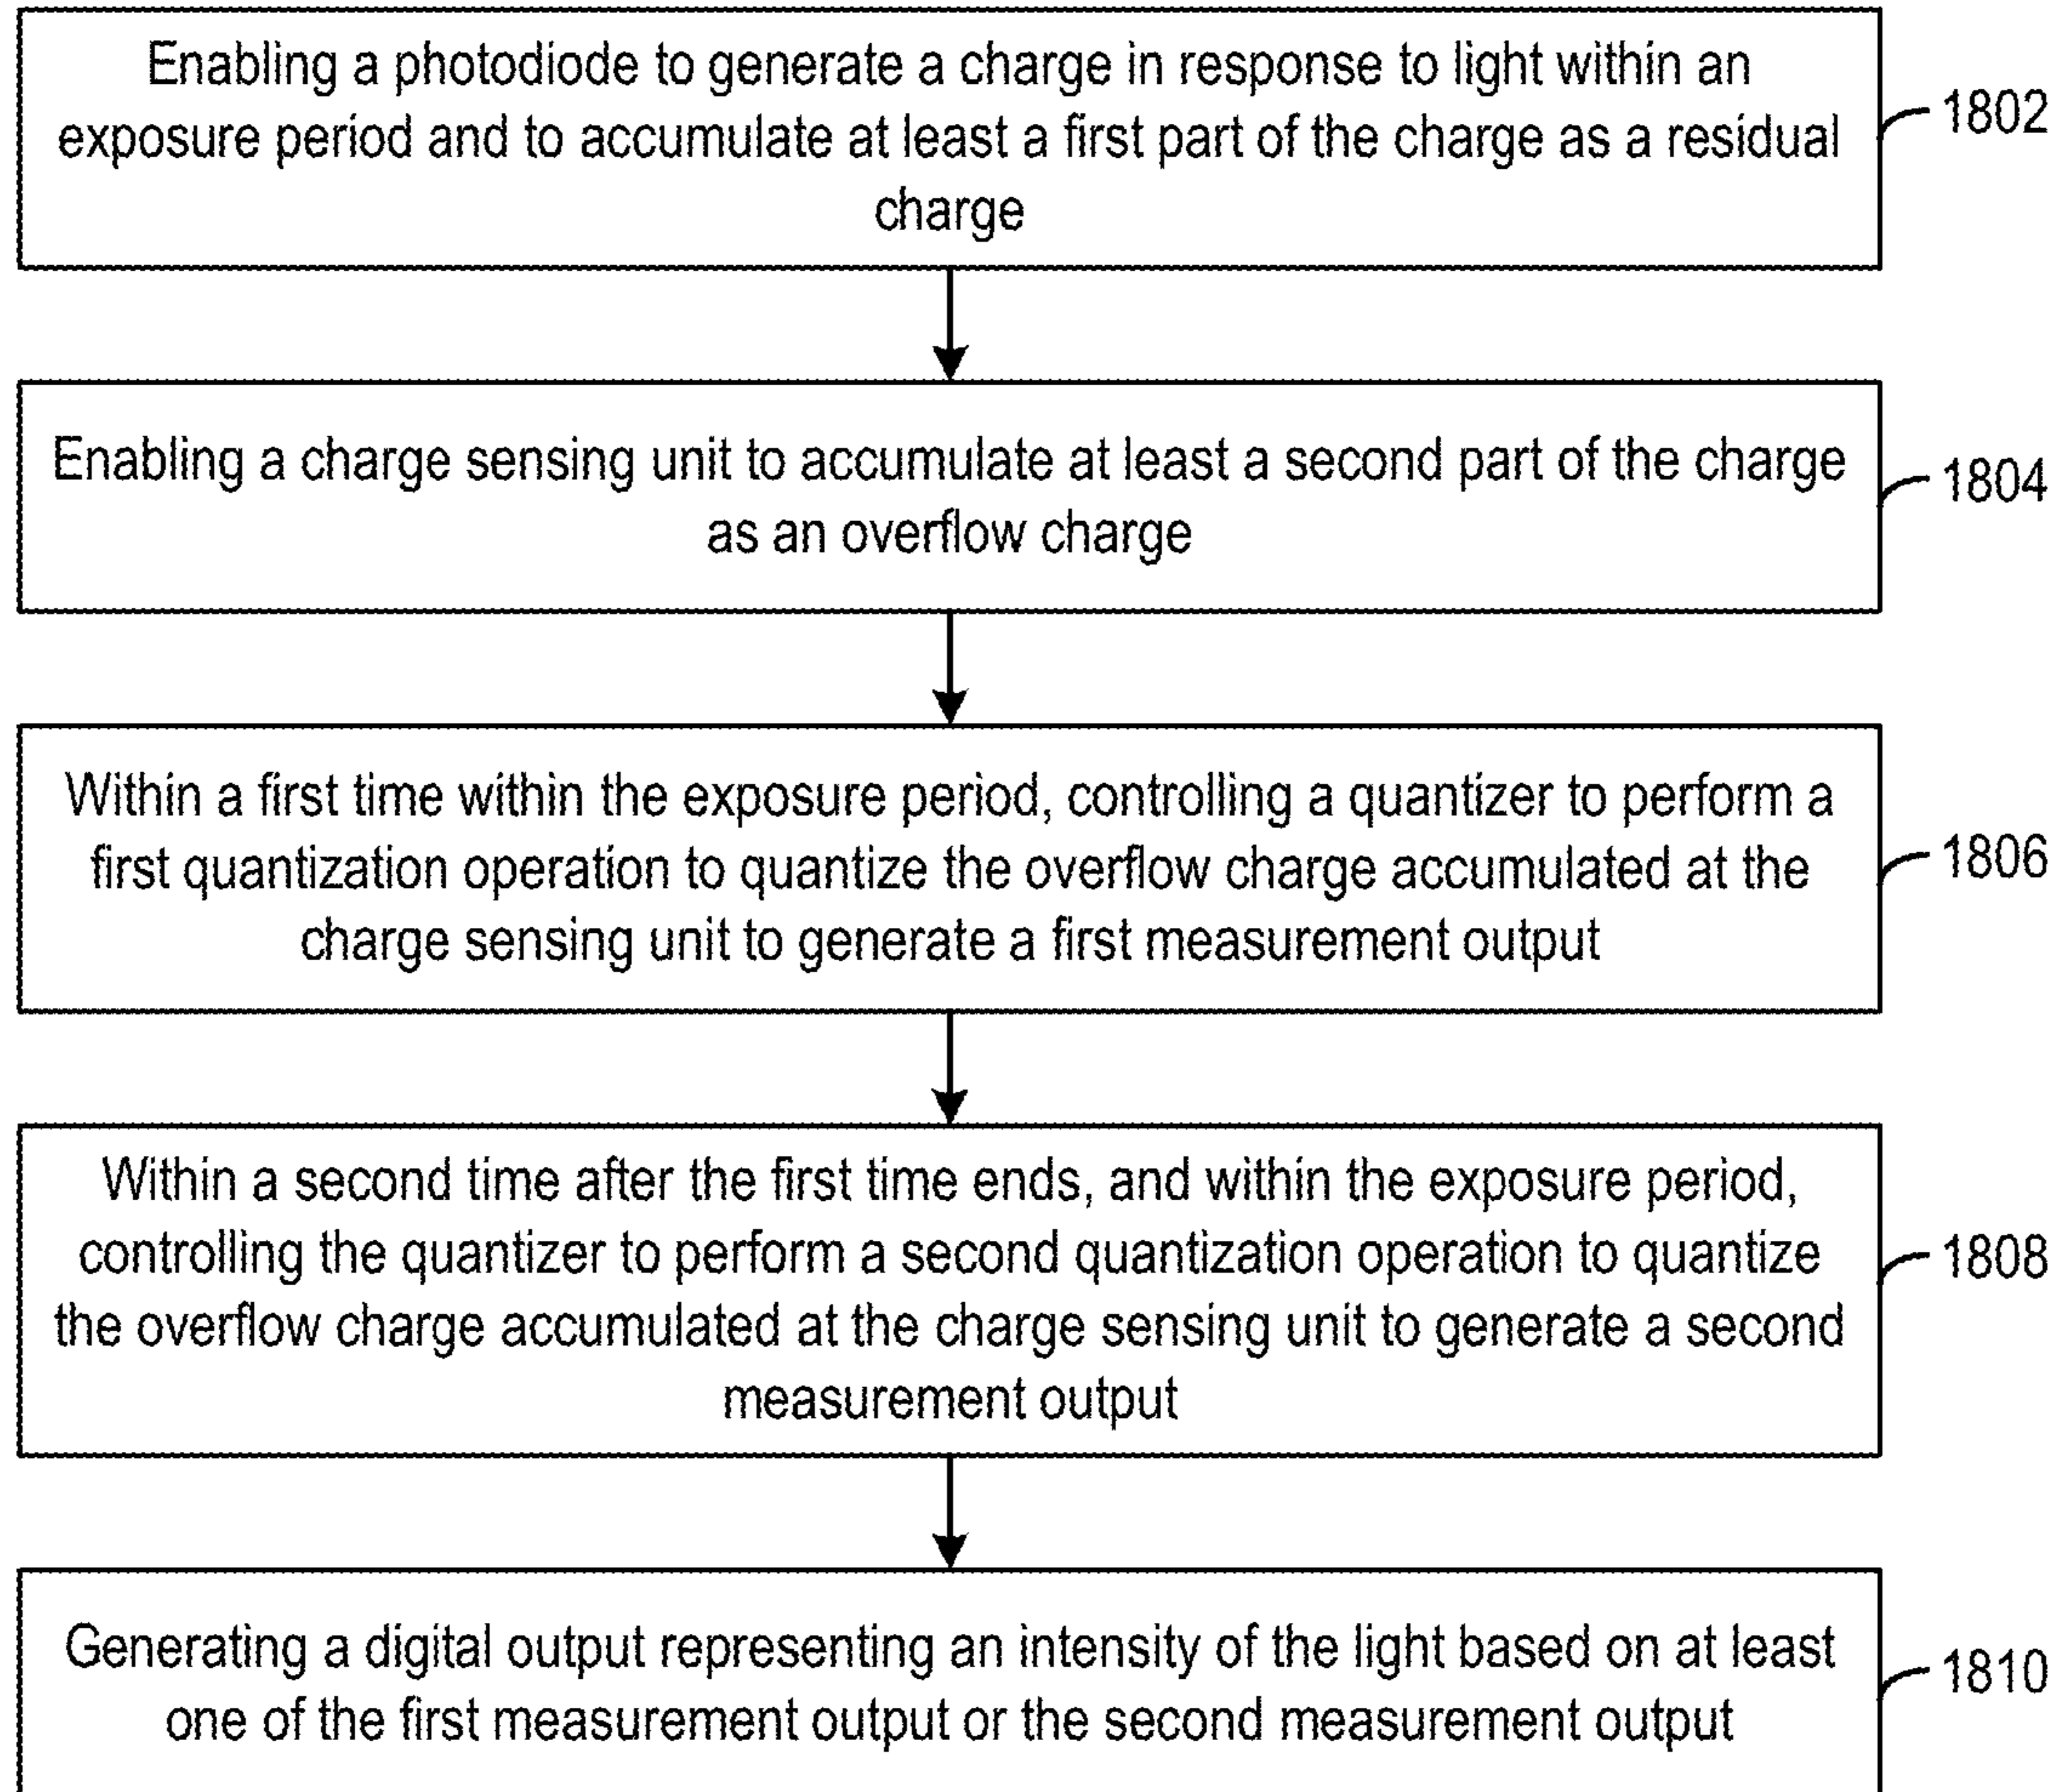 Enabling a photodiode to generate a charge in response to light within an
exposure period and to accumulate at least a first part of the charge as a residual
charge
1802
Enabling a charge sensing unit to accumulate at least a second part of the charge
as an overflow charge
1804
Within a first time within the exposure period, controlling a quantizer to perform a
first quantization operation to quantize the overflow charge accumulated at the
charge sensing unit to generate a first measurement output
1806
Within a second time after the first time ends, and within the exposure period,
controlling the quantizer to perform a second quantization operation to quantize
the overflow charge accumulated at the charge sensing unit to generate a second
measurement output
1808
Generating a digital output representing an intensity of the light based on at least
one of the first measurement output or the second measurement output
1810